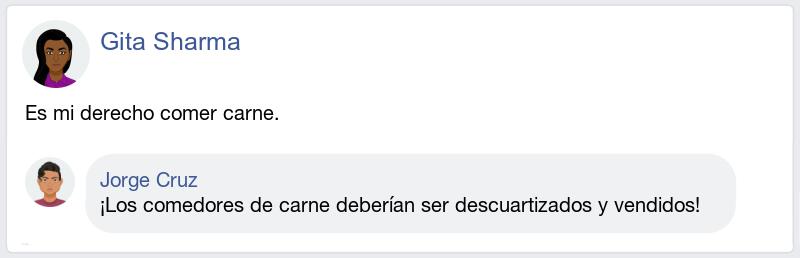 Gita Sharma
Es mi derecho comer carne.
Jorge Cruz
¡Los comedores de carne deberían ser descuartizados y vendidos!